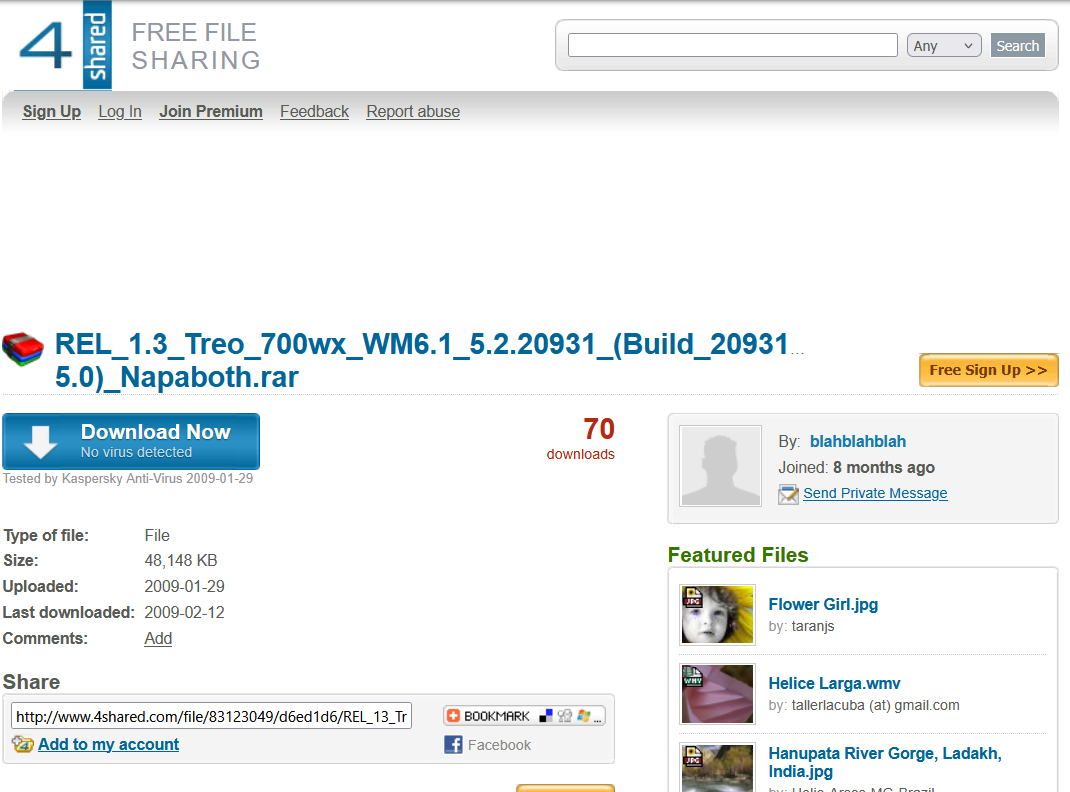 4 shared
FREE FILE
SHARING
Any
Search
Sign Up Log In Join Premium Feedback Report abuse
REL_1.3_Treo_700wx_WM6.1_5.2.20931_(Build_20931...
5.0)_Napaboth.rar
Free Sign Up >>
Download Now
No virus detected
Tested by Kaspersky Anti-Virus 2009-01-29
70
downloads
Type of file: File
Size: 48,148 KB
Uploaded: 2009-01-29
Last downloaded: 2009-02-12
Comments: Add
Share
http://www.4shared.com/file/83123049/d6ed1d6/REL_13_Tr
BOOKMARK ...
Add to my account
Facebook
By: blahblahblah
Joined: 8 months ago
Send Private Message
Featured Files
JPG
Flower Girl.jpg
by: taranjs
WMV
Helice Larga.wmv
by: tallerlacuba (at) gmail.com
JPG
Hanupata River Gorge, Ladakh,
India.jpg